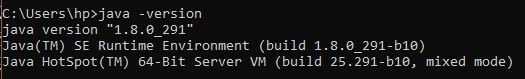 C:\Users\hp>java -version
java version "1.8.0_291"
Java(TM) SE Runtime Environment (build 1.8.0_291-b10)
Java HotSpot(TM) 64-Bit Server VM (build 25.291-b10, mixed mode)